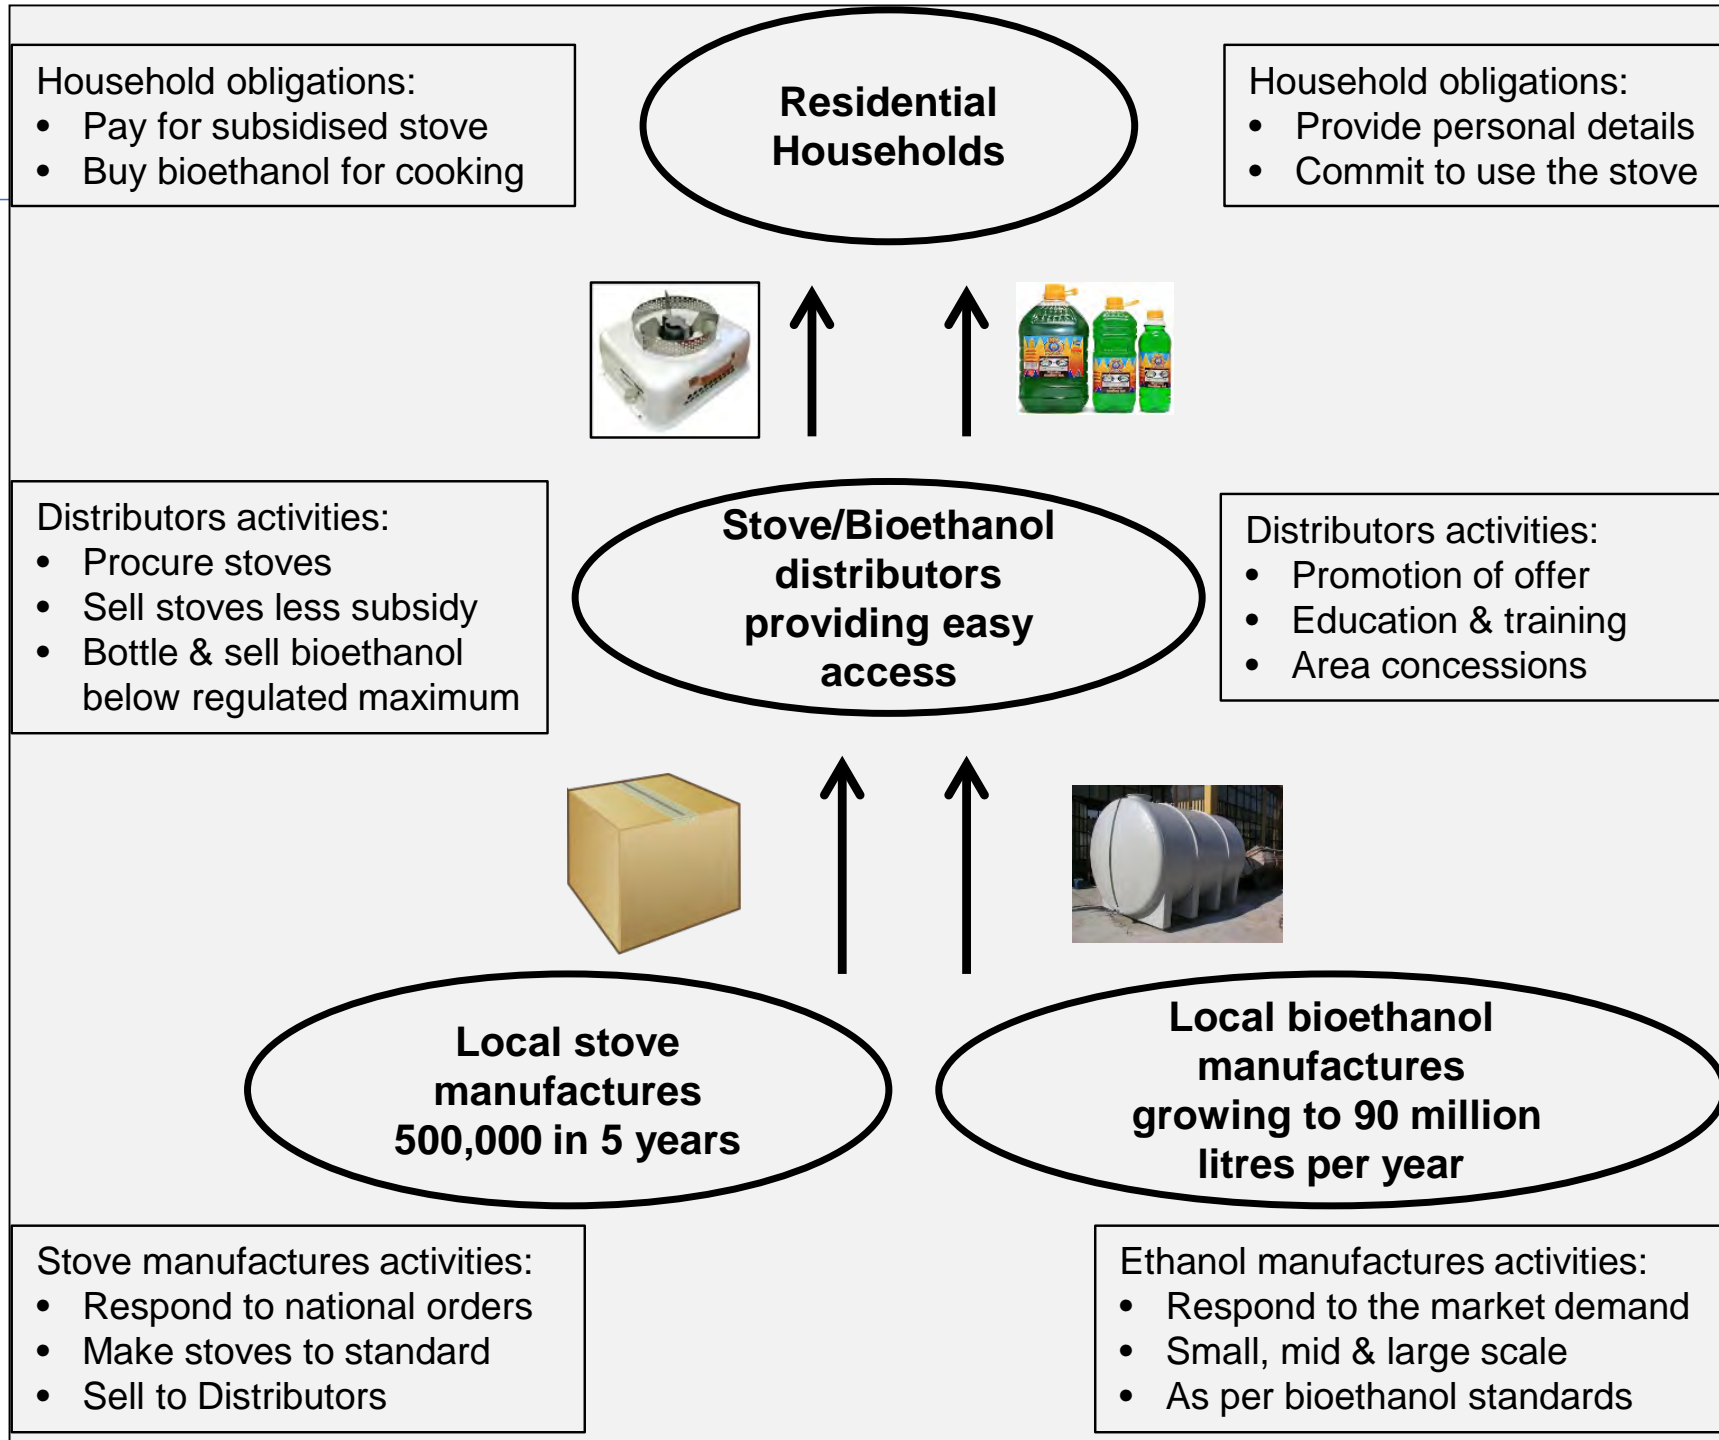 Household obligations:
• Pay for subsidised stove
• Buy bioethanol for cooking
Residential
Households
Household obligations:
• Provide personal details
• Commit to use the stove
Distributors activities:
• Procure stoves
• Sell stoves less subsidy
• Bottle & sell bioethanol
below regulated maximum
Stove/Bioethanol
distributors
providing easy
access
Distributors activities:
• Promotion of offer
• Education & training
• Area concessions
Local stove
manufactures
500,000 in 5 years
Local bioethanol
manufactures
growing to 90 million
litres per year
Stove manufactures activities:
• Respond to national orders
• Make stoves to standard
• Sell to Distributors
Ethanol manufactures activities:
• Respond to the market demand
• Small, mid & large scale
• As per bioethanol standards